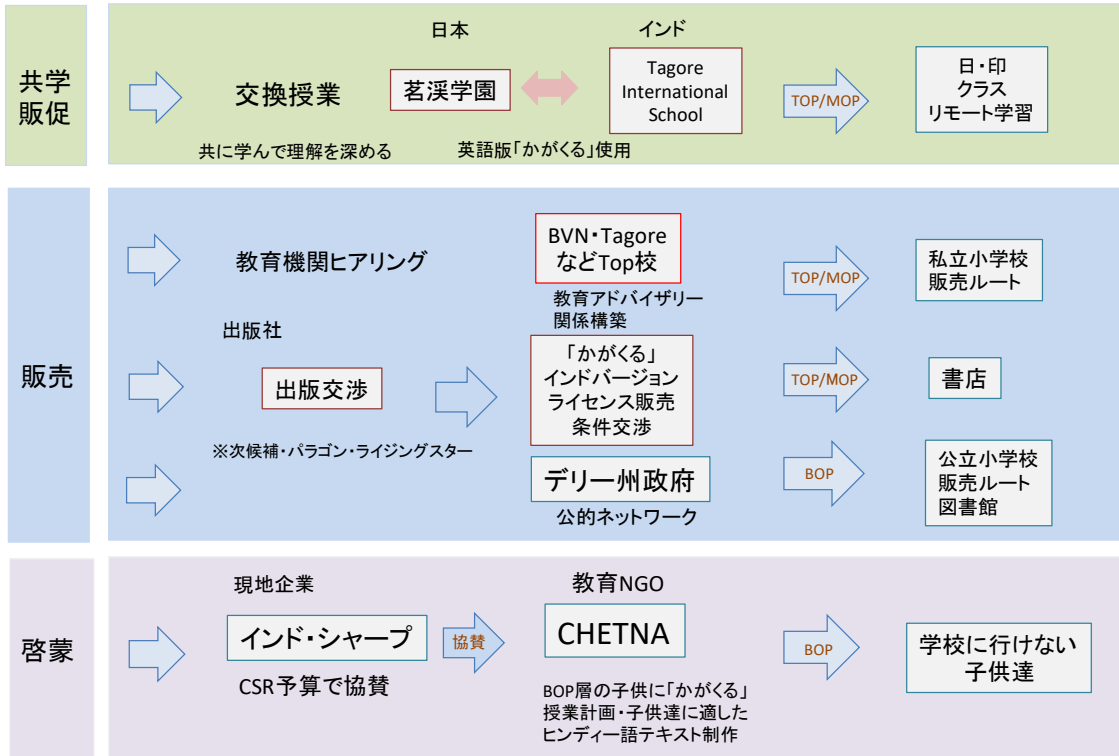 共学
販促
日本
インド
交換授業
茗溪学園
Tagore
International
School
TOP/MOP
日・印
クラス
リモート学習
共に学んで理解を深める
英語版「かがくる」使用
販売
教育機関ヒアリング
BVN・Tagore
などTop校
教育アドバイザリー
関係構築
TOP/MOP
私立小学校
販売ルート
出版社
出版交渉
「かがくる」
インドバージョン
ライセンス販売
条件交渉
TOP/MOP
書店
※次候補・パラゴン・ライジングスター
デリー州政府
公的ネットワーク
BOP
公立小学校
販売ルート
図書館
啓蒙
現地企業
インド・シャープ
CSR予算で協賛
協賛
教育NGO
CHETNA
BOP層の子供に「かがくる」
授業計画・子供達に適した
ヒンディー語テキスト制作
BOP
学校に行けない
子供達